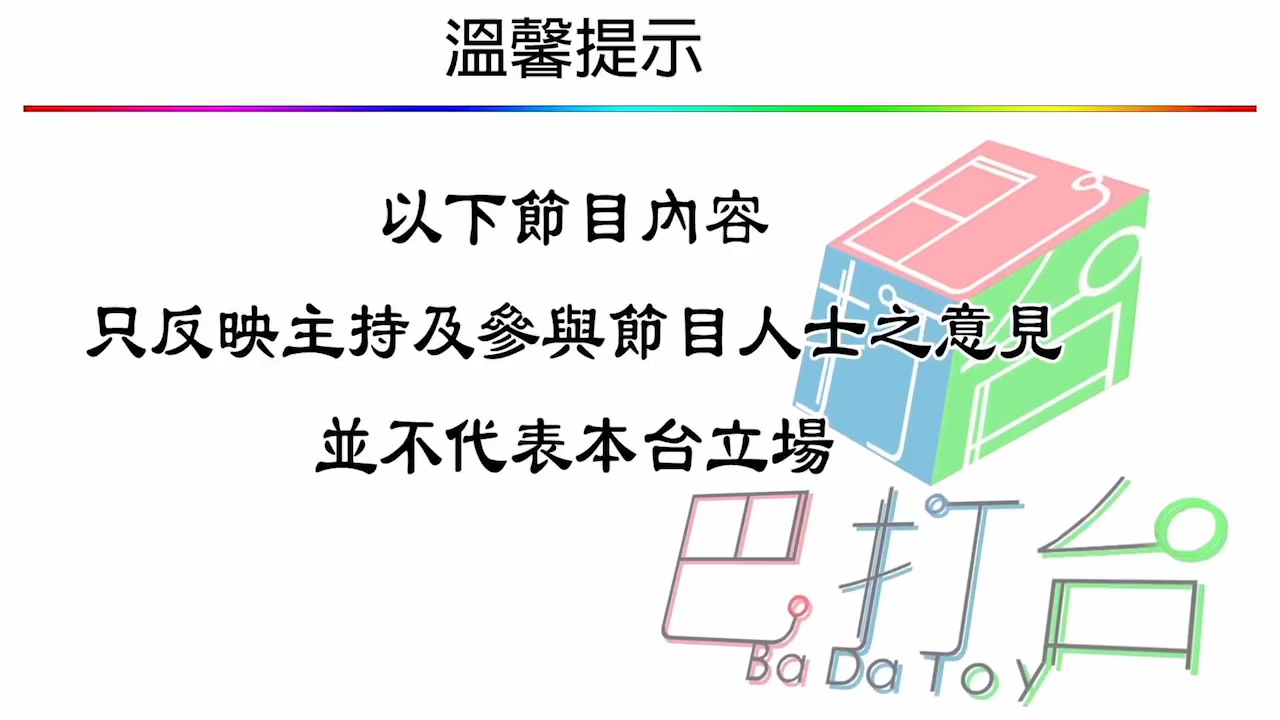 溫馨提示
以下節目內容
只反映主持及參與節目人士之意見
並不代表本台立場
巴打台
BaDaToy